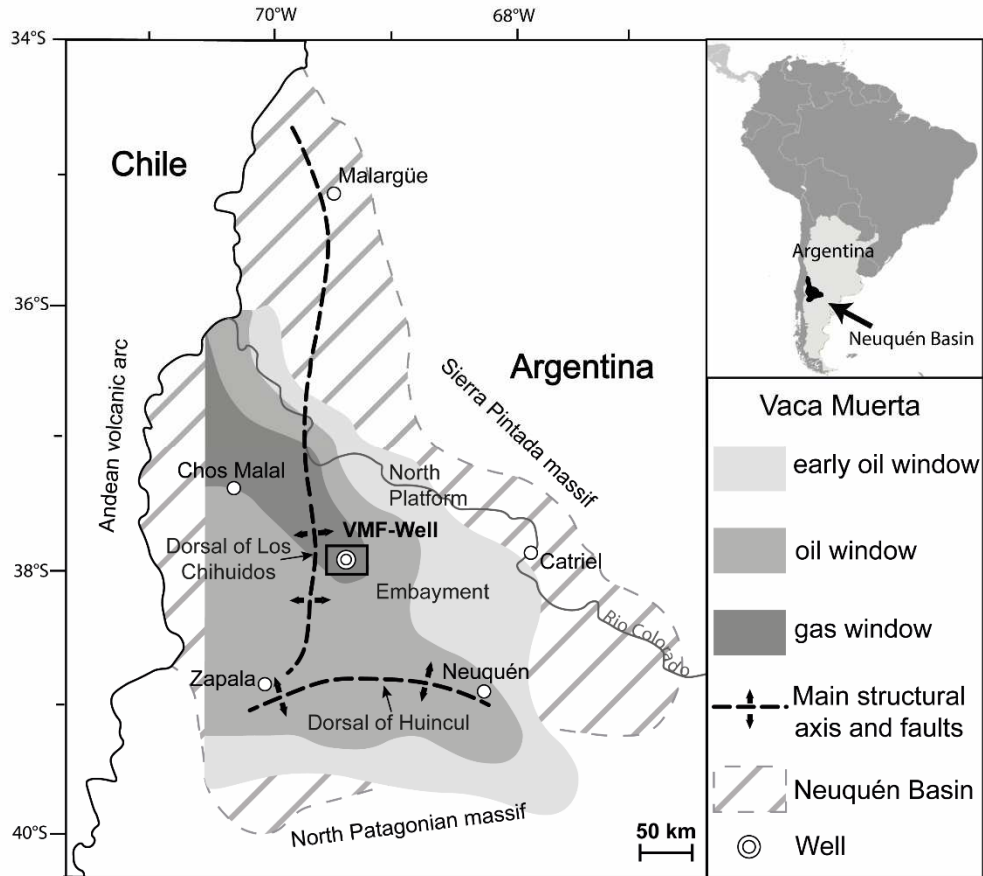 70°W
68°W
34°S
36°S
38°S
40°S
Chile
Malargüe
Argentina
Andean volcanic arc
Sierra Pintada massif
Chos Malal
North
Platform
VMF-Well
Dorsal of Los
Chihuidos
Embayment
Catriel
Rio Colorado
Zapala
Neuquén
Dorsal of Huincul
North Patagonian massif
50 km
Argentina
Neuquén Basin
Vaca Muerta
early oil window
oil window
gas window
Main structural
axis and faults
Neuquén Basin
Well